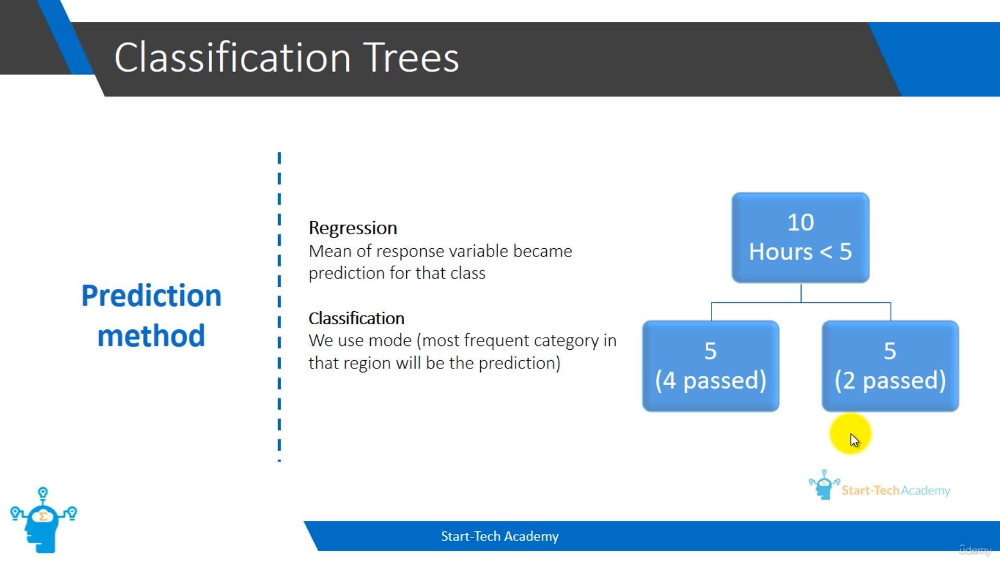 Classification Trees
Prediction
method
Regression
Mean of response variable became
prediction for that class
Classification
We use mode (most frequent category in
that region will be the prediction)
10
Hours < 5
5
(4 passed)
5
(2 passed)
Σ
Start-Tech Academy
Σ
Start-Tech Academy
udemy